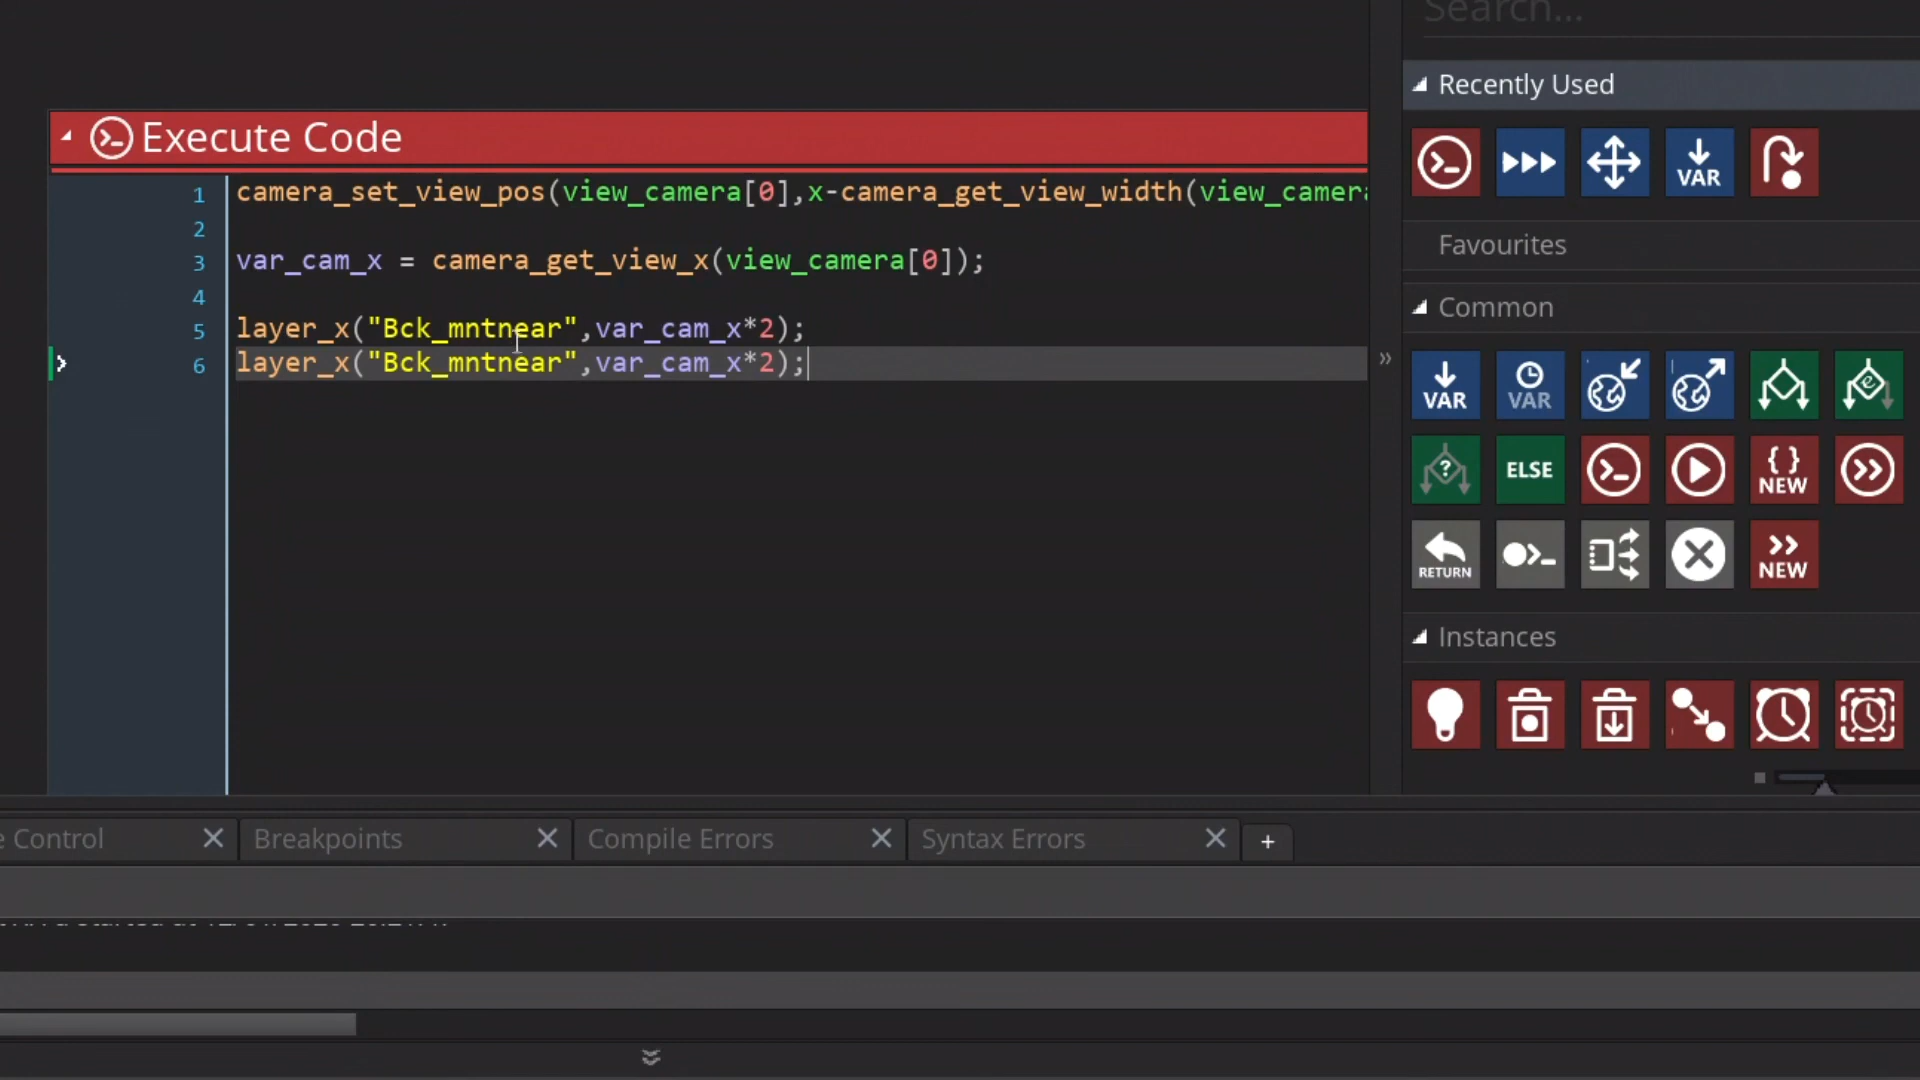 Search...
Recently Used
Execute Code
VAR
1 camera_set_view_pos(view_camera[0],x-camera_get_view_width(view_camer
2
Favourites
3 var_cam_x = camera_get_view_x(view_camera[0]);
4
Common
5 layer_x("Bck_mntnear",var_cam_x*2);
6 layer_x("Bck_mntnear",var_cam_x*2);
VAR VAR e
? ELSE { } NEW
RETURN NEW
Instances
Control Breakpoints Compile Errors Syntax Errors +